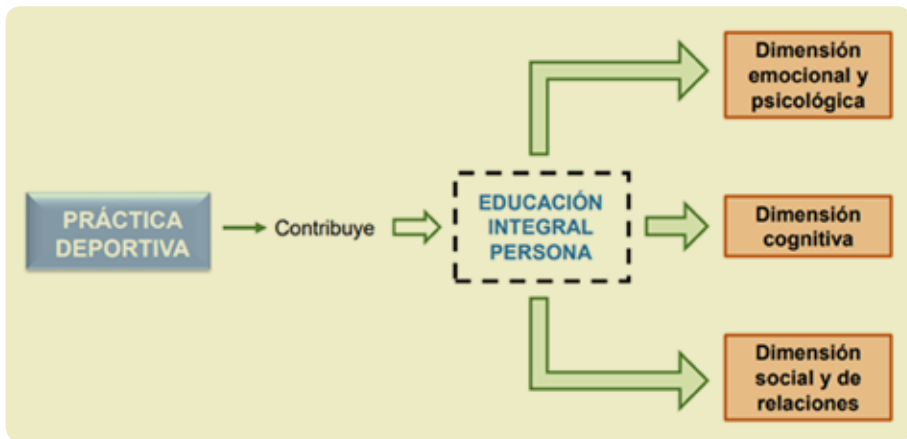 PRÁCTICA
DEPORTIVA
Contribuye
EDUCACIÓN
INTEGRAL
PERSONA
Dimensión
emocional y
psicológica
Dimensión
cognitiva
Dimensión
social y de
relaciones